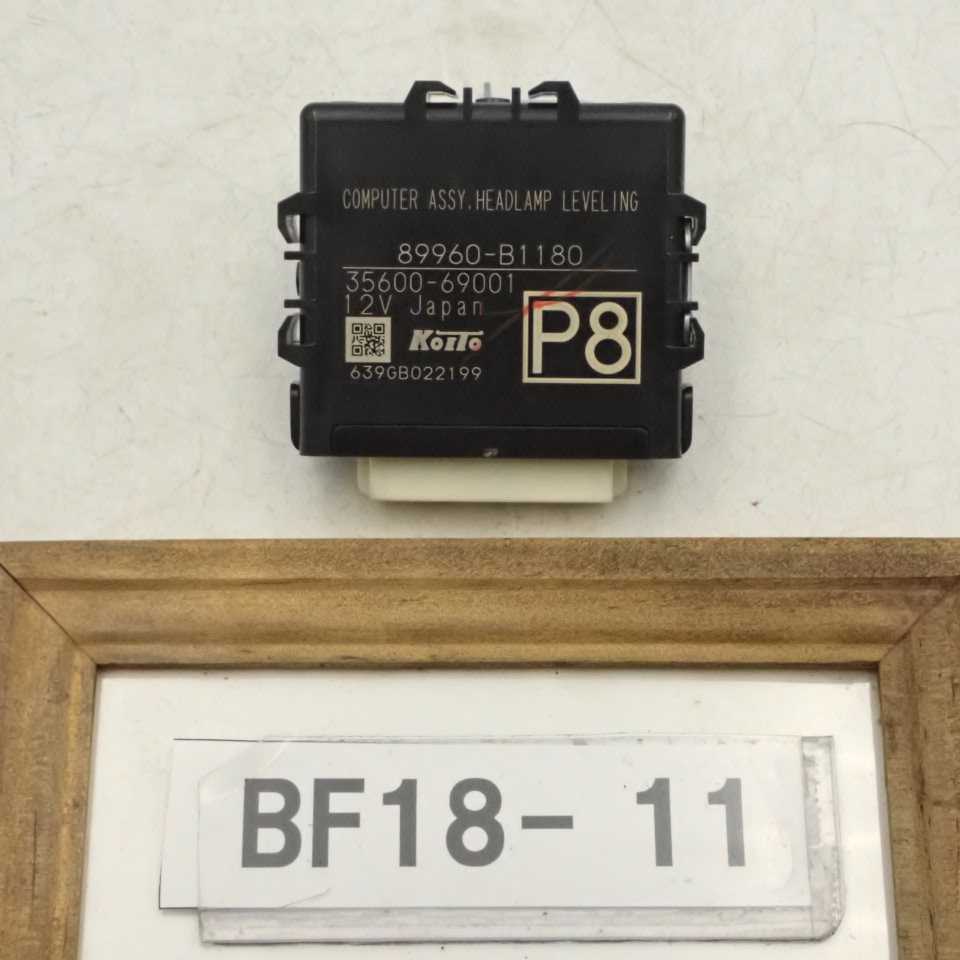 COMPUTER ASSY.HEADLAMP LEVELING
89960-B1180
35600-69001
12V Japan
KOITO
P8
639GB022199
BF18- 11